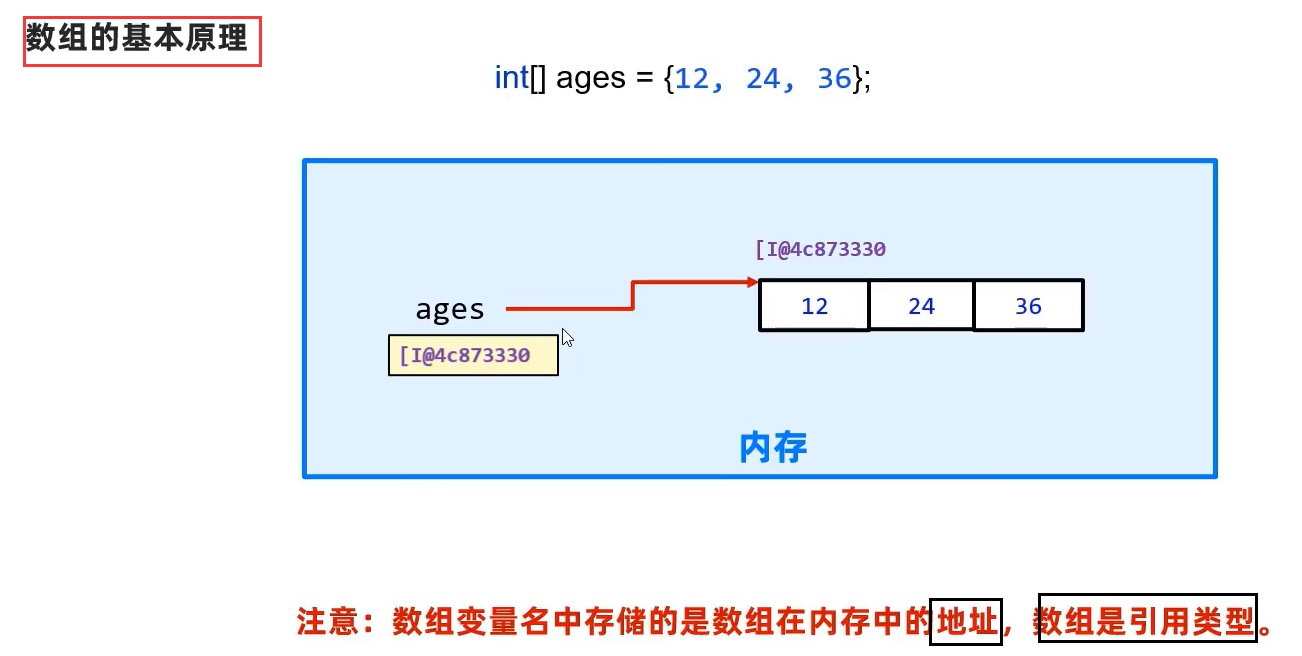 数组的基本原理
int[] ages = {12, 24, 36};
[I@4c873330
ages
12 24 36
[I@4c873330
内存
注意：数组变量名中存储的是数组在内存中的地址，数组是引用类型。